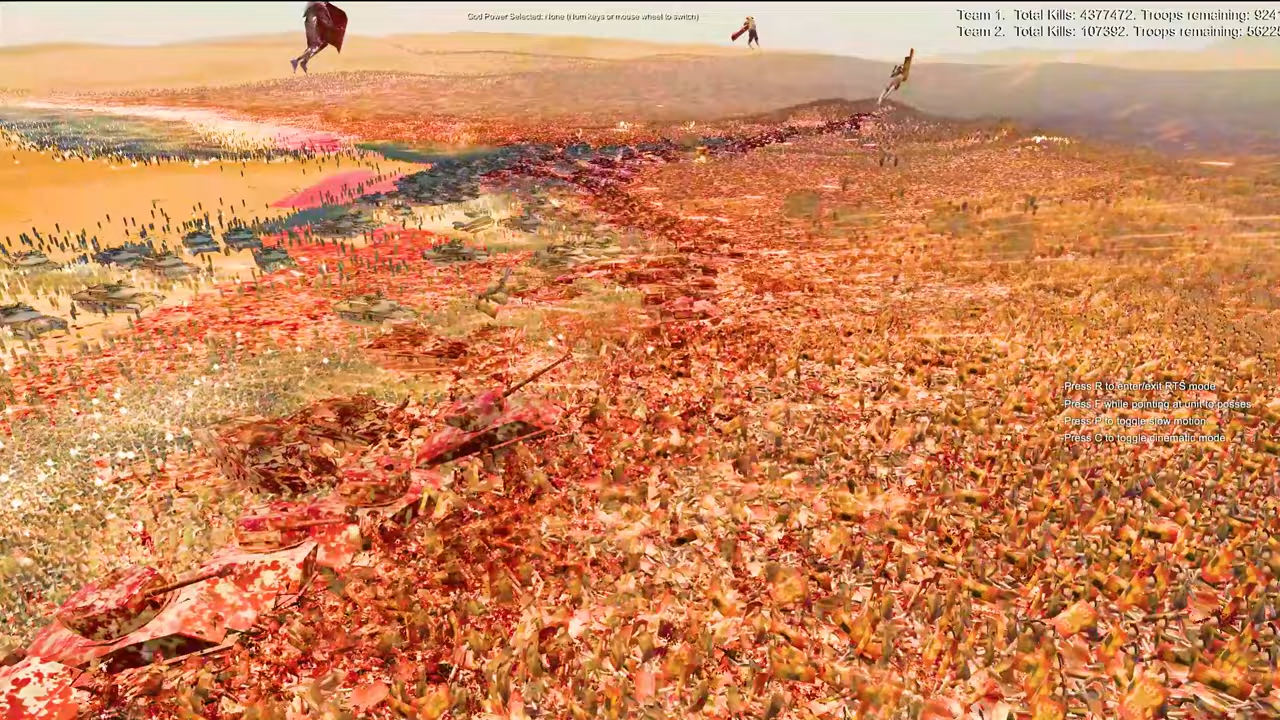 God Power Selected: None (Num keys or mouse wheel to switch)
Team 1. Total Kills: 4377472. Troops remaining: 924
Team 2. Total Kills: 107392. Troops remaining: 5622
Press R to enter/exit RTS mode
Press F while pointing at unit to posses
Press P to toggle slow motion
Press C to toggle cinematic mode